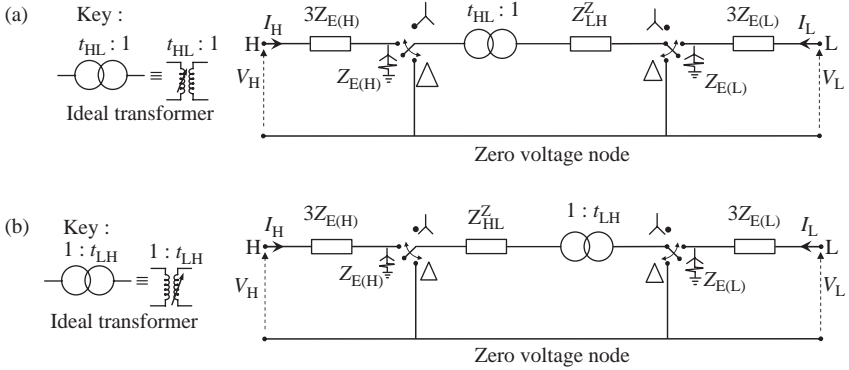 (a) Key :
t_HL : 1 t_HL : 1
≡
Ideal transformer
I_H 3Z_E(H) t_HL : 1 Z^Z_LH 3Z_E(L) I_L
H L
V_H Z_E(H) Δ Δ Z_E(L) V_L
Zero voltage node
(b) Key :
1 : t_LH 1 : t_LH
≡
Ideal transformer
I_H 3Z_E(H) Z^Z_HL 1 : t_LH 3Z_E(L) I_L
H L
V_H Z_E(H) Δ Δ Z_E(L) V_L
Zero voltage node